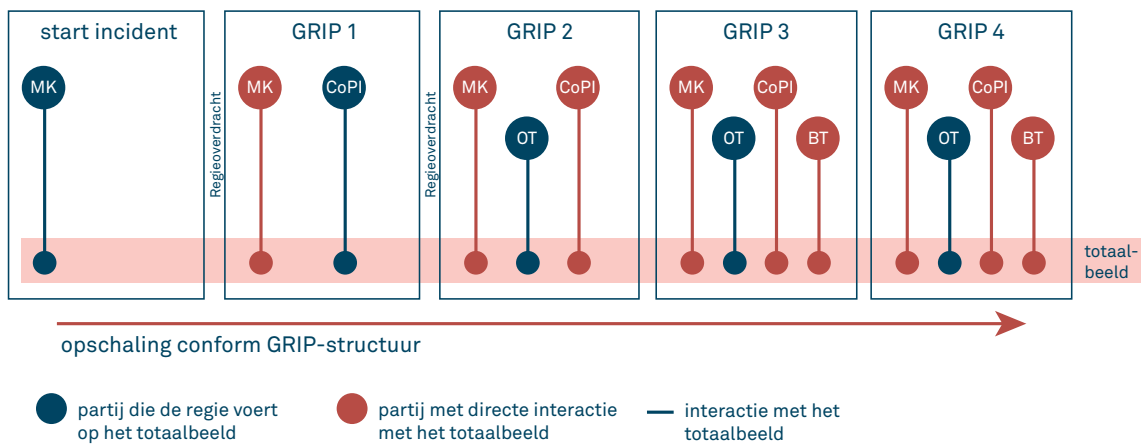 start incident
GRIP 1
GRIP 2
GRIP 3
GRIP 4
MK
MK
CoPI
MK
CoPI
MK
CoPI
MK
CoPI
OT
OT
BT
OT
BT
Regieoverdracht
Regieoverdracht
totaal-
beeld
opschaling conform GRIP-structuur
partij die de regie voert
op het totaalbeeld
partij met directe interactie
met het totaalbeeld
interactie met het
totaalbeeld